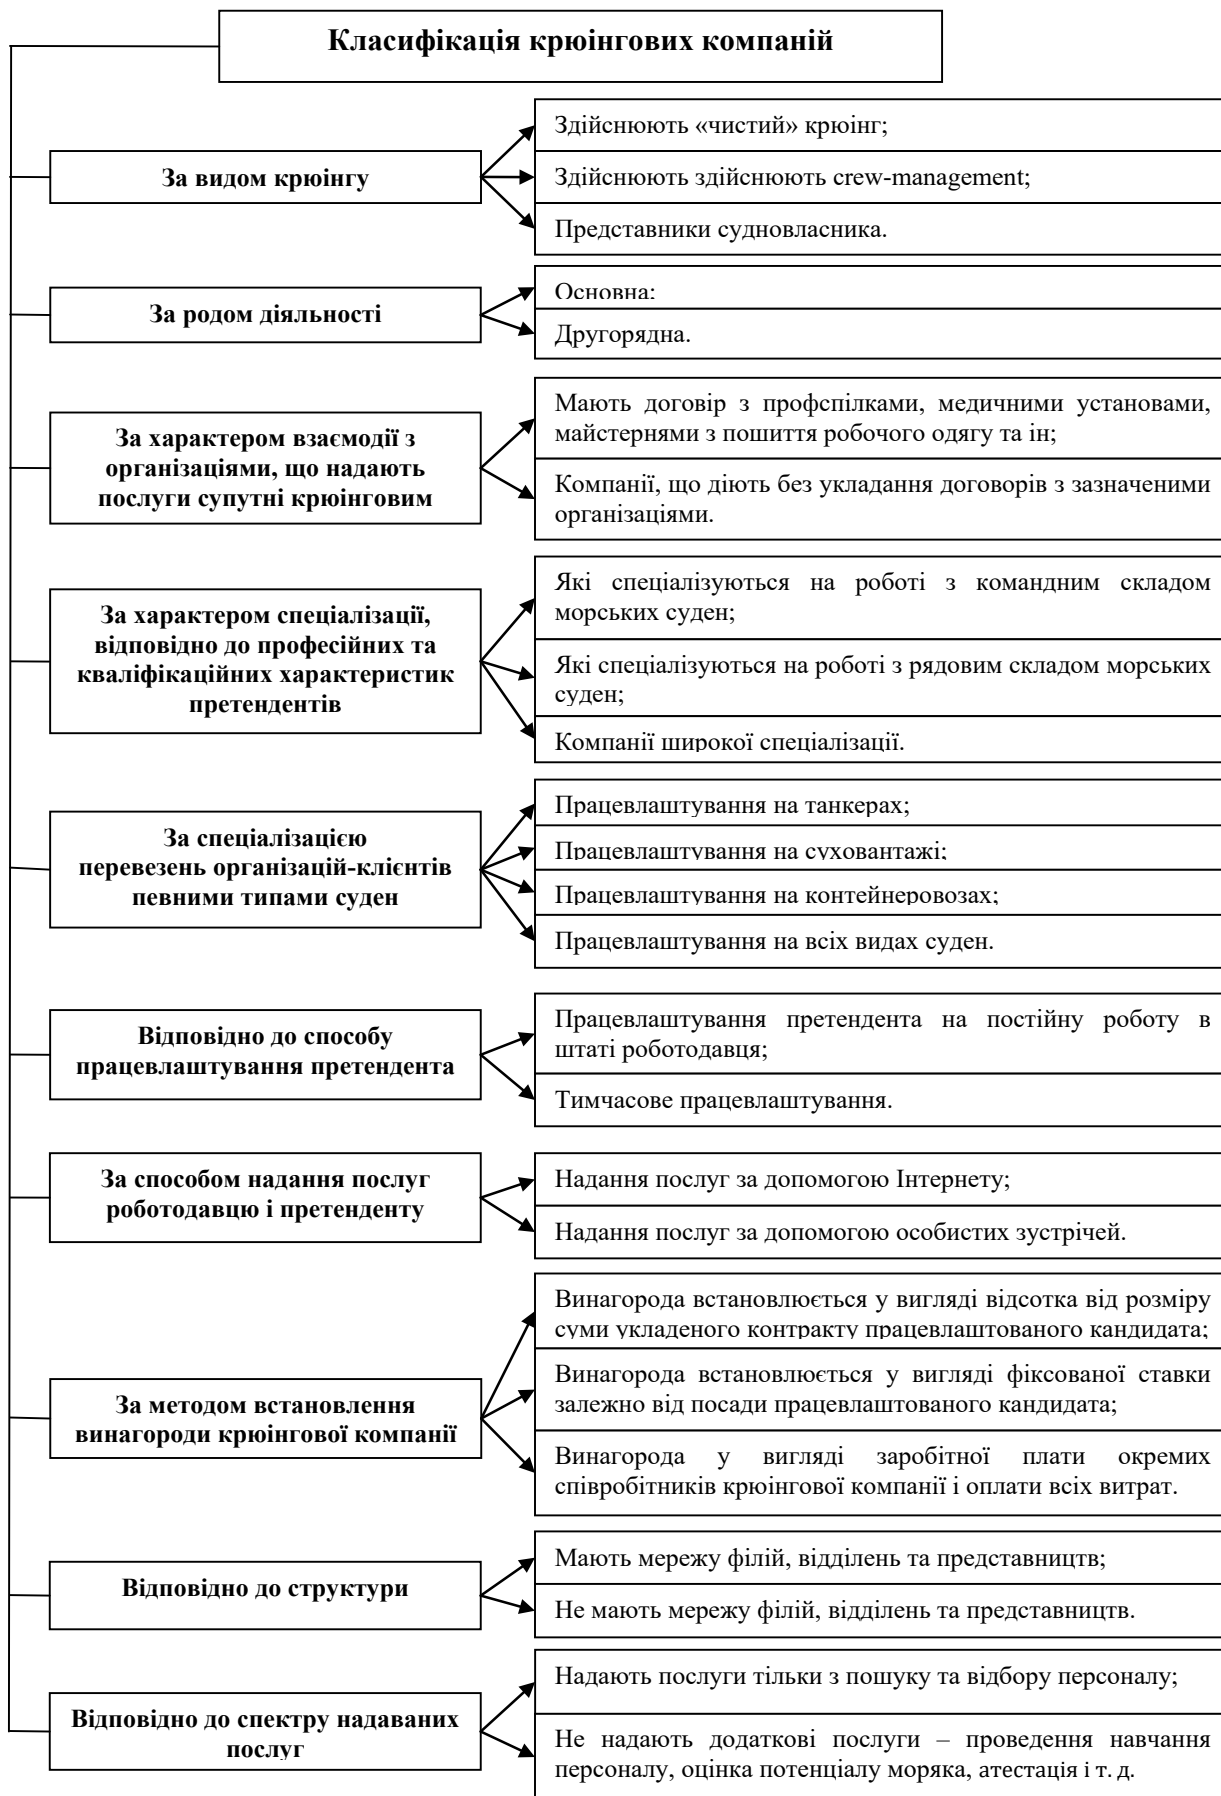 Класифікація крюінгових компаній
За видом крюінгу
Здійснюють «чистий» крюінг;
Здійснюють здійснюють crew-management;
Представники судновласника.
За родом діяльності
Основна;
Другорядна.
За характером взаємодії з
організаціями, що надають
послуги супутні крюінговим
Мають договір з профспілками, медичними установами,
майстернями з пошиття робочого одягу та ін;
Компанії, що діють без укладання договорів з зазначеними
організаціями.
За характером спеціалізації,
відповідно до професійних та
кваліфікаційних характеристик
претендентів
Які спеціалізуються на роботі з командним складом
морських суден;
Які спеціалізуються на роботі з рядовим складом морських
суден;
Компанії широкої спеціалізації.
За спеціалізацією
перевезень організацій-клієнтів
певними типами суден
Працевлаштування на танкерах;
Працевлаштування на суховантажі;
Працевлаштування на контейнеровозах;
Працевлаштування на всіх видах суден.
Відповідно до способу
працевлаштування претендента
Працевлаштування претендента на постійну роботу в
штаті роботодавця;
Тимчасове працевлаштування.
За способом надання послуг
роботодавцю і претенденту
Надання послуг за допомогою Інтернету;
Надання послуг за допомогою особистих зустрічей.
За методом встановлення
винагороди крюінгової компанії
Винагорода встановлюється у вигляді відсотка від розміру
суми укладеного контракту працевлаштованого кандидата;
Винагорода встановлюється у вигляді фіксованої ставки
залежно від посади працевлаштованого кандидата;
Винагорода у вигляді заробітної плати окремих
співробітників крюінгової компанії і оплати всіх витрат.
Відповідно до структури
Мають мережу філій, відділень та представництв;
Не мають мережу філій, відділень та представництв.
Відповідно до спектру надаваних
послуг
Надають послуги тільки з пошуку та відбору персоналу;
Не надають додаткові послуги – проведення навчання
персоналу, оцінка потенціалу моряка, атестація і т. д.